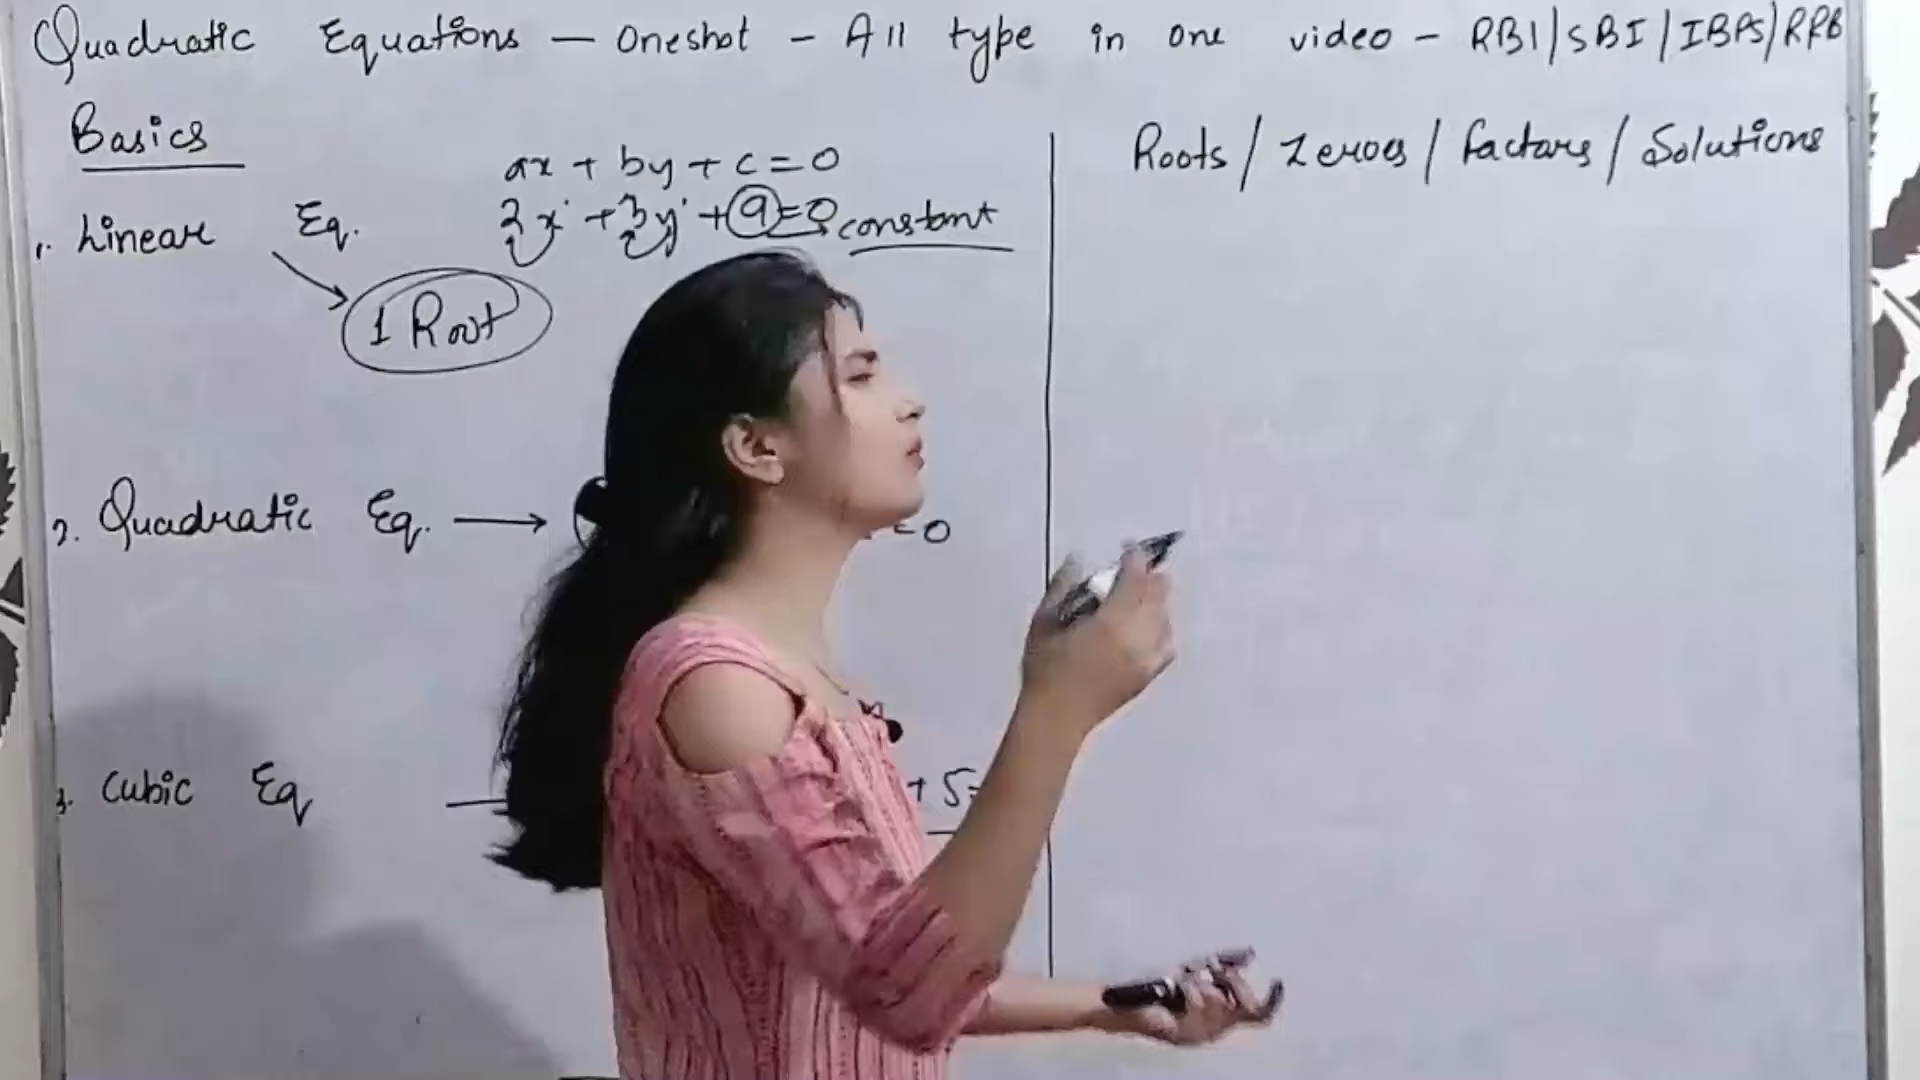 Quadratic Equations - Oneshot - All type in one video - RBI/SBI/IBPS/RRB
Basics
ax + by + c = 0
1. Linear Eq.
2x + 3y + 9 = 0 constant
1 Root
2. Quadratic Eq. → = 0
3. Cubic Eq + 5 =
Roots / Zeroes / factors / Solutions